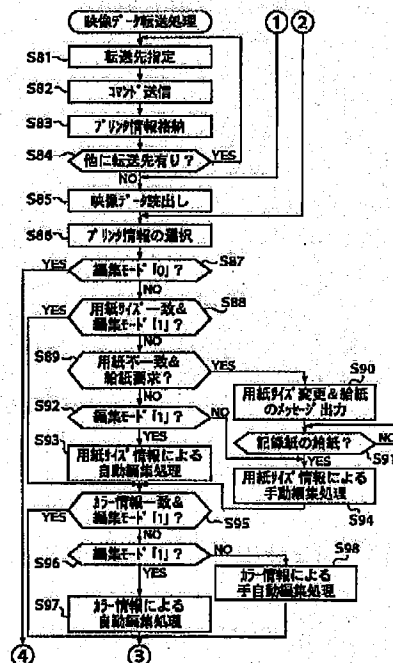 映像データ転送処理
① ②
S81 転送先指定
S82 コマンド送信
S83 プリンタ情報格納
S84 他に転送先有り?
YES
NO
S85 映像データ読出し
S86 プリンタ情報の選択
YES 編集モード「0」? S87
NO
YES 用紙サイズ一致&
編集モード「1」? S88
NO
S89 用紙不一致&
給紙要求? YES
NO
S90
用紙サイズ変更&給紙
のメッセージ出力
S92 編集モード「1」? NO
YES
記録紙の給紙? NO
S91
YES
S93 用紙サイズ情報による
自動編集処理
用紙サイズ情報による
手動編集処理
S94
YES カラー情報一致&
編集モード「1」? S95
NO
S96 編集モード「1」? NO
YES
S98
カラー情報による
手自動編集処理
S97 カラー情報による
自動編集処理
④ ③